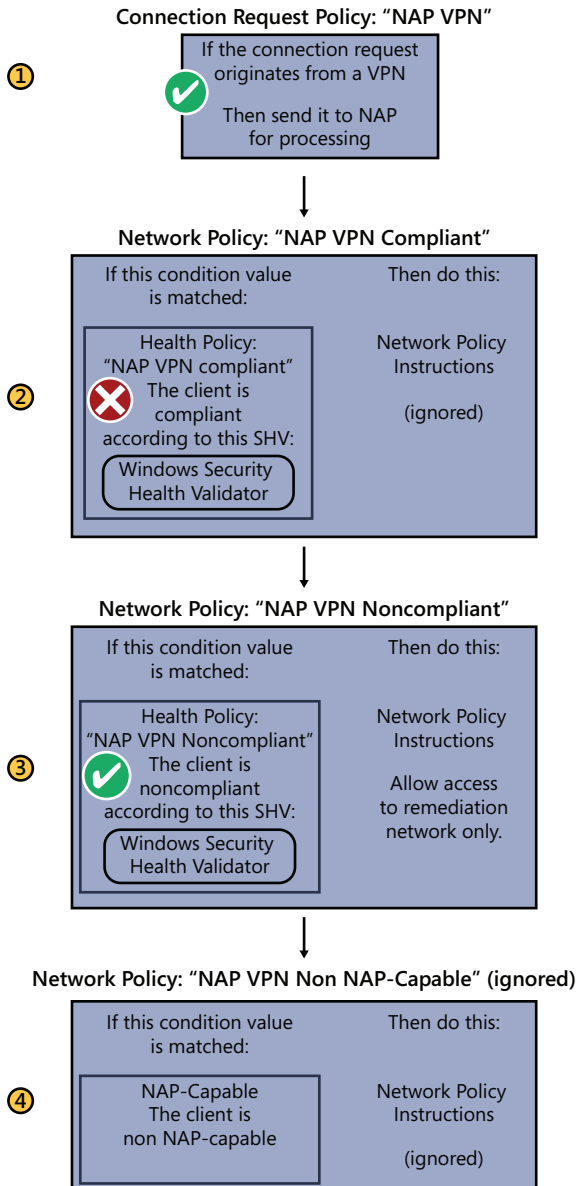 Connection Request Policy: “NAP VPN”
1
If the connection request
originates from a VPN
Then send it to NAP
for processing
Network Policy: “NAP VPN Compliant”
2
If this condition value
is matched:
Health Policy:
“NAP VPN compliant”
The client is
compliant
according to this SHV:
Windows Security
Health Validator
Then do this:
Network Policy
Instructions
(ignored)
Network Policy: “NAP VPN Noncompliant”
3
If this condition value
is matched:
Health Policy:
“NAP VPN Noncompliant”
The client is
noncompliant
according to this SHV:
Windows Security
Health Validator
Then do this:
Network Policy
Instructions
Allow access
to remediation
network only.
Network Policy: “NAP VPN Non NAP-Capable” (ignored)
4
If this condition value
is matched:
NAP-Capable
The client is
non NAP-capable
Then do this:
Network Policy
Instructions
(ignored)